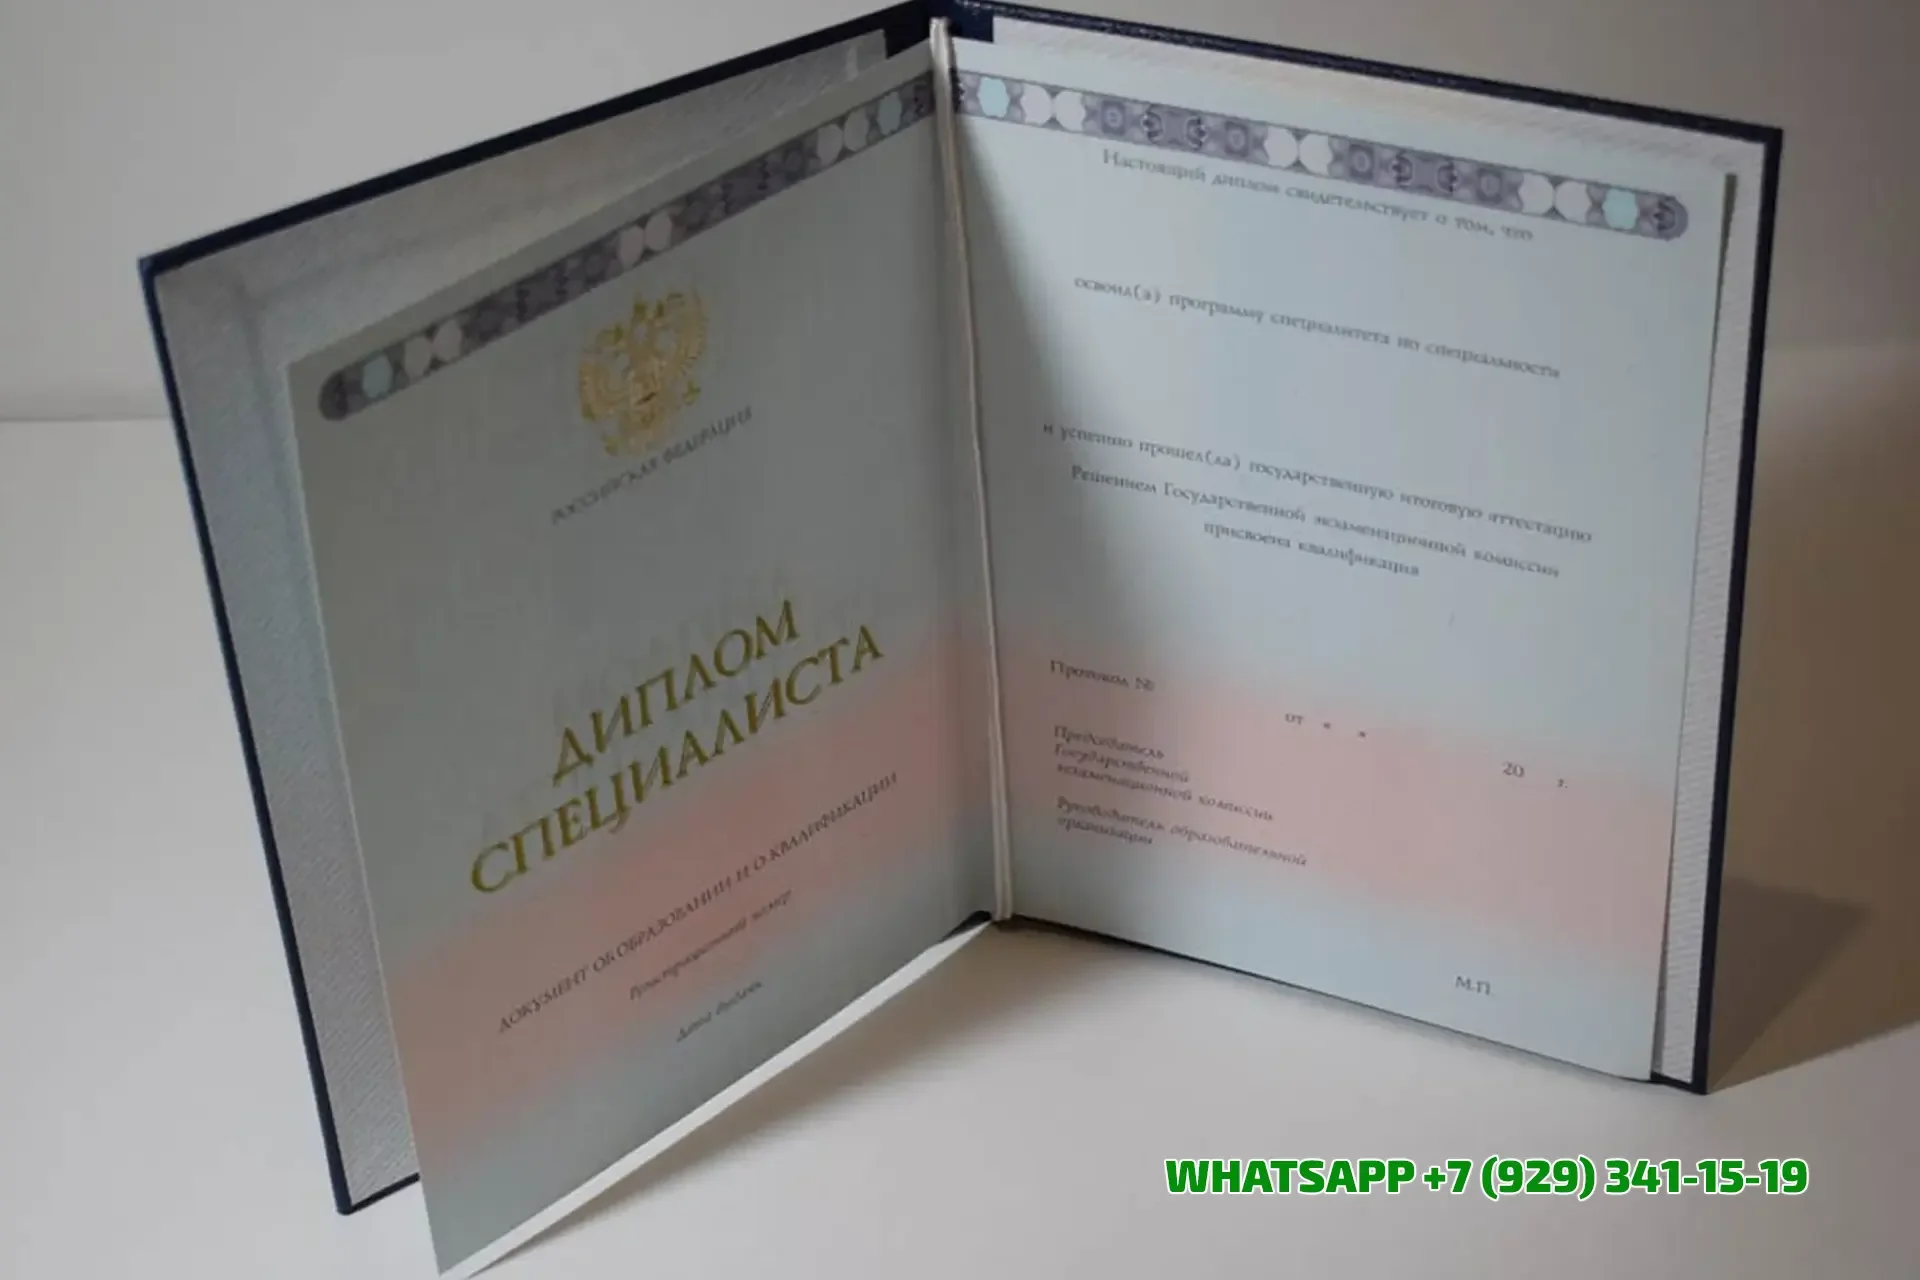 РОССИЙСКАЯ ФЕДЕРАЦИЯ
ДИПЛОМ
СПЕЦИАЛИСТА
ДОКУМЕНТ ОБ ОБРАЗОВАНИИ И О КВАЛИФИКАЦИИ
Регистрационный номер
Дата выдачи
Настоящий диплом свидетельствует о том, что
освоил(а) программу специалитета по специальности
и успешно прошел(ла) государственную итоговую аттестацию
Решением Государственной экзаменационной комиссии
присвоена квалификация
Протокол №
от « »
20 г.
Председатель
Государственной
экзаменационной комиссии
Руководитель образовательной
организации
М.П.
WHATSAPP +7 (929) 341-15-19